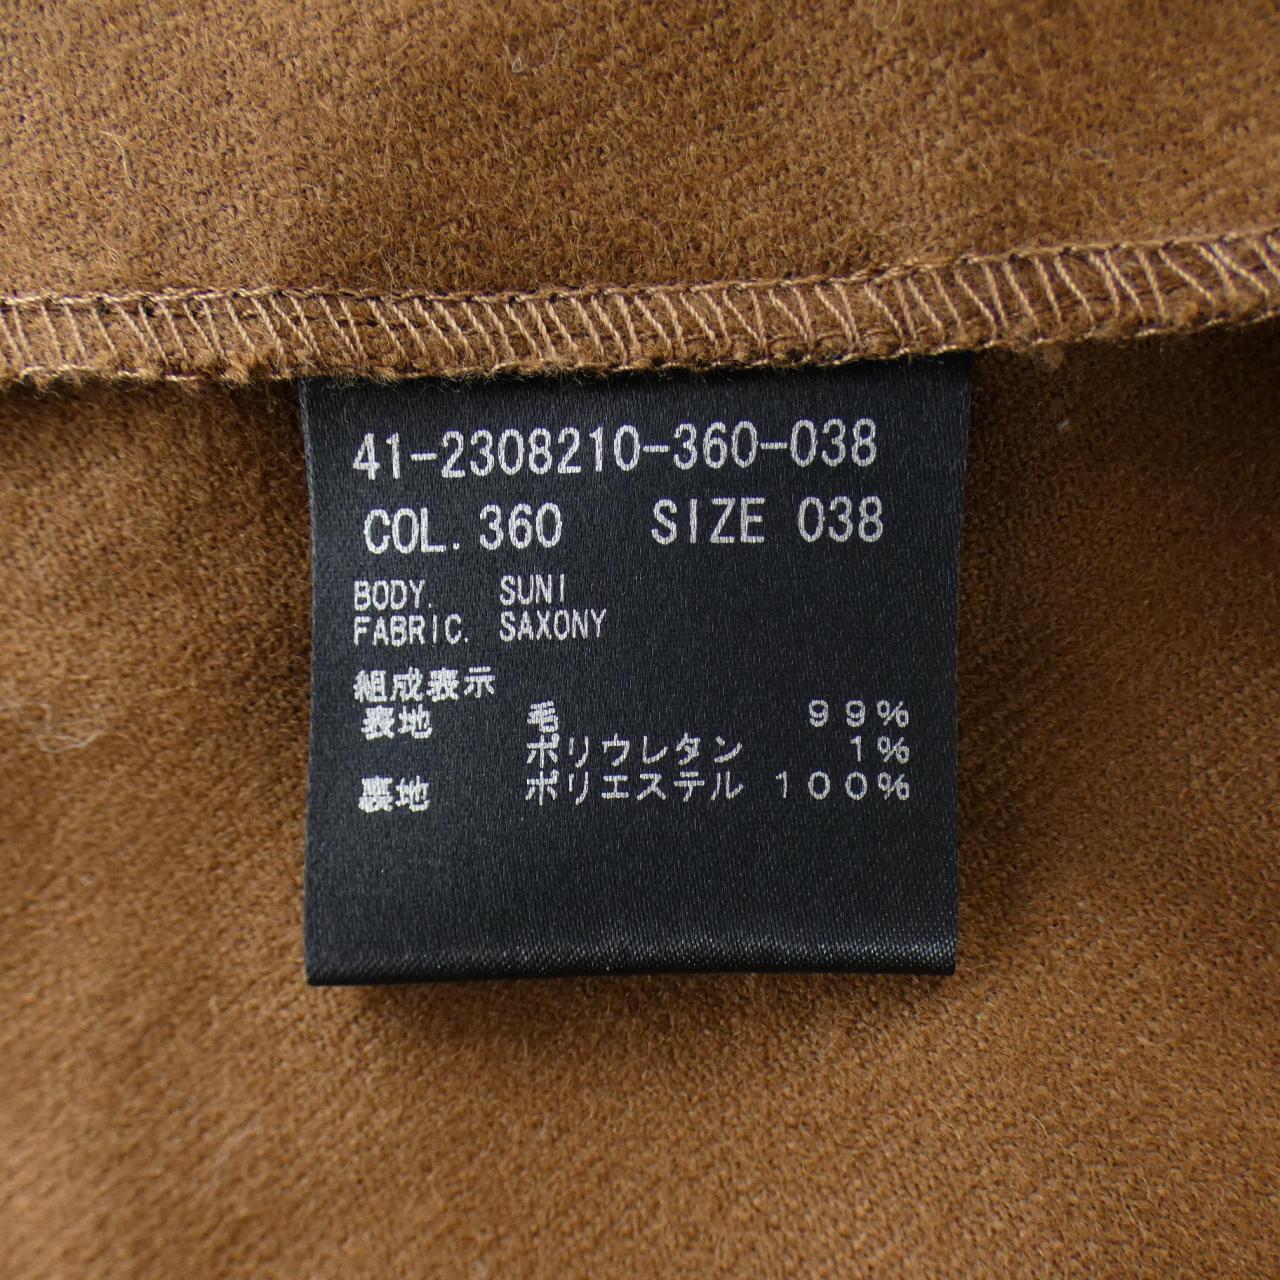 41-2308210-360-038
COL. 360 SIZE 038
BODY. SUNI
FABRIC. SAXONY
組成表示
表地 毛 99%
ポリウレタン 1%
裏地 ポリエステル 100%